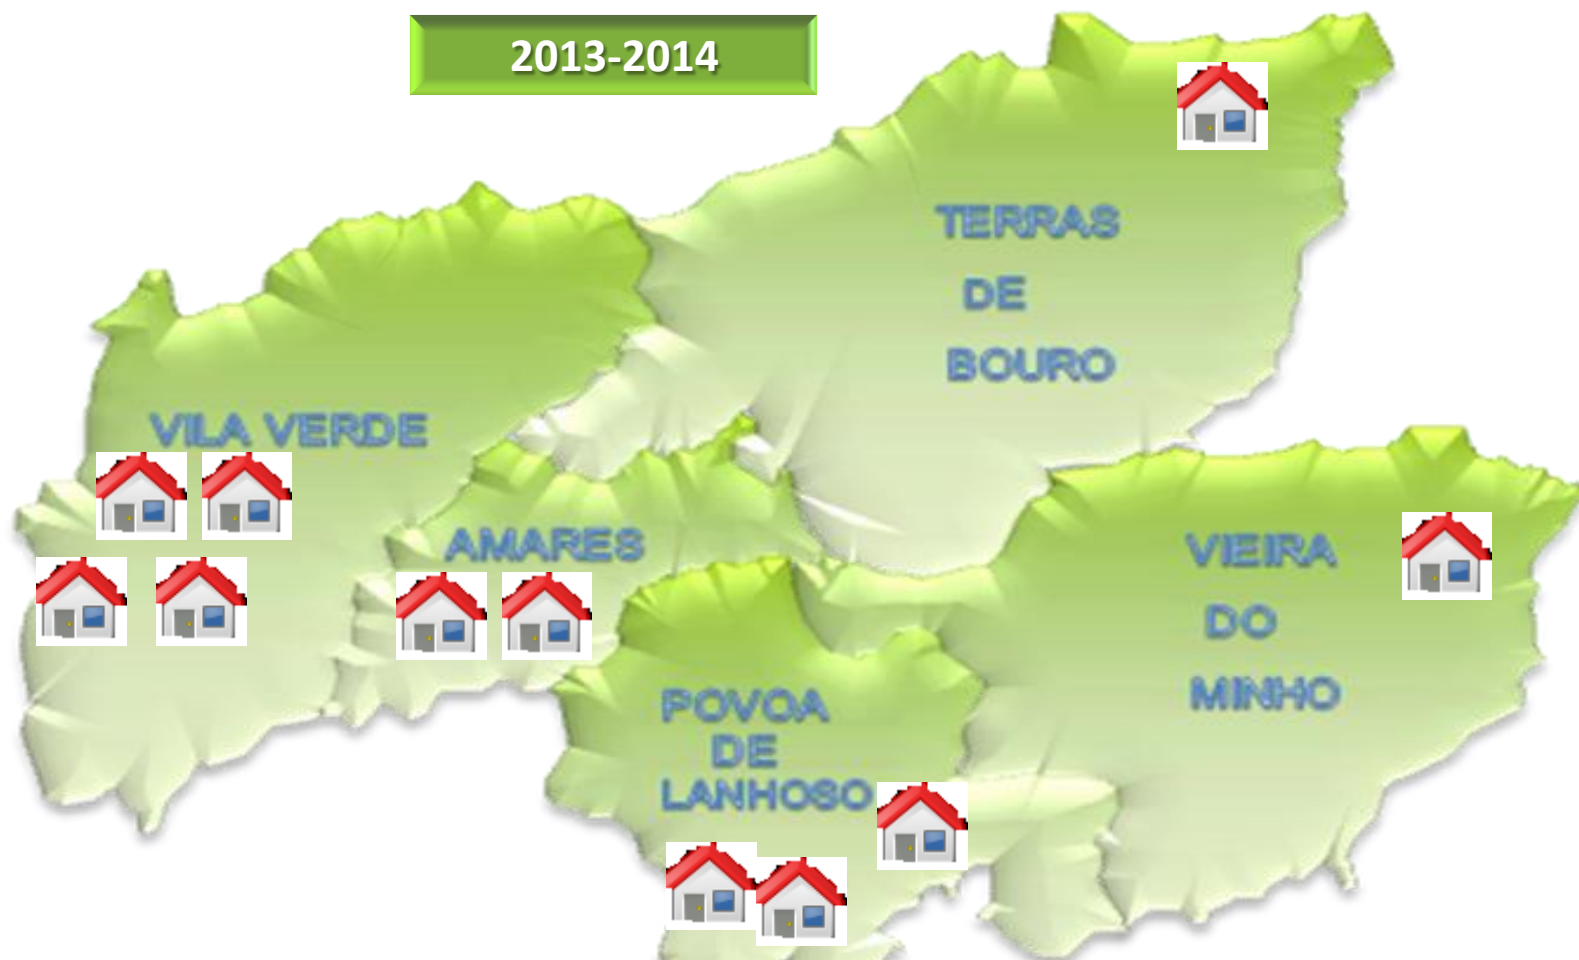 2013-2014
TERRAS
DE
BOURO
VILA VERDE
AMARES
VIEIRA
DO
MINHO
POVOA
DE
LANHOSO